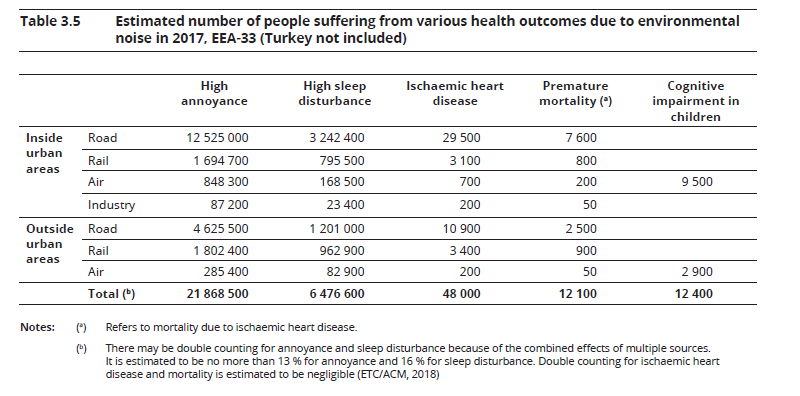 Table 3.5 Estimated number of people suffering from various health outcomes due to environmental
noise in 2017, EEA-33 (Turkey not included)
High annoyance High sleep disturbance Ischaemic heart disease Premature mortality (ᵃ) Cognitive impairment in children
Inside urban areas Road 12 525 000 3 242 400 29 500 7 600
Rail 1 694 700 795 500 3 100 800
Air 848 300 168 500 700 200 9 500
Industry 87 200 23 400 200 50
Outside urban areas Road 4 625 500 1 201 000 10 900 2 500
Rail 1 802 400 962 900 3 400 900
Air 285 400 82 900 200 50 2 900
Total (ᵇ) 21 868 500 6 476 600 48 000 12 100 12 400
Notes: (ᵃ) Refers to mortality due to ischaemic heart disease.
(ᵇ) There may be double counting for annoyance and sleep disturbance because of the combined effects of multiple sources.
It is estimated to be no more than 13 % for annoyance and 16 % for sleep disturbance. Double counting for ischaemic heart
disease and mortality is estimated to be negligible (ETC/ACM, 2018)